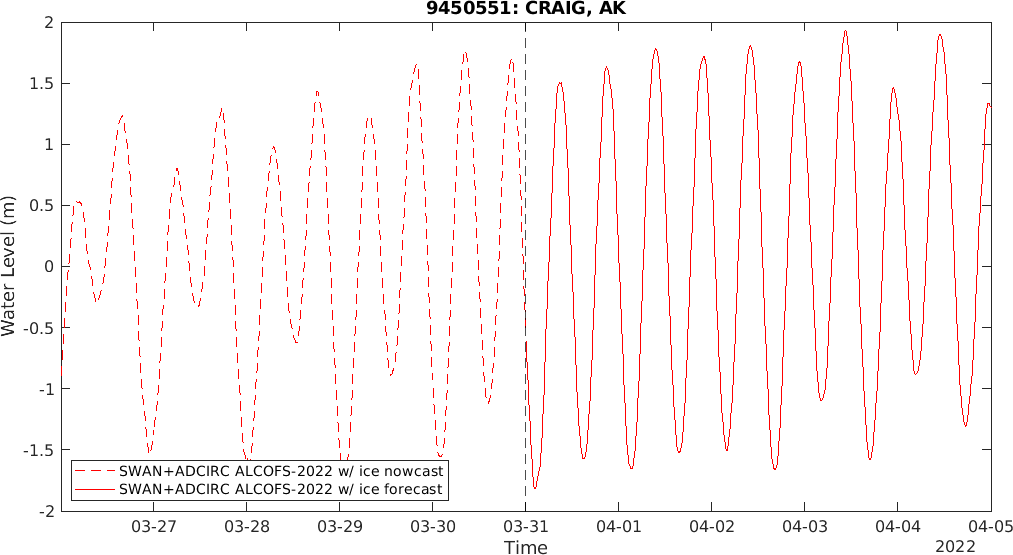 9450551: CRAIG, AK
2
1.5
1
0.5
0
-0.5
-1
-1.5
-2
Water Level (m)
SWAN+ADCIRC ALCOFS-2022 w/ ice nowcast
SWAN+ADCIRC ALCOFS-2022 w/ ice forecast
03-27 03-28 03-29 03-30 03-31 04-01 04-02 04-03 04-04 04-05
Time
2022